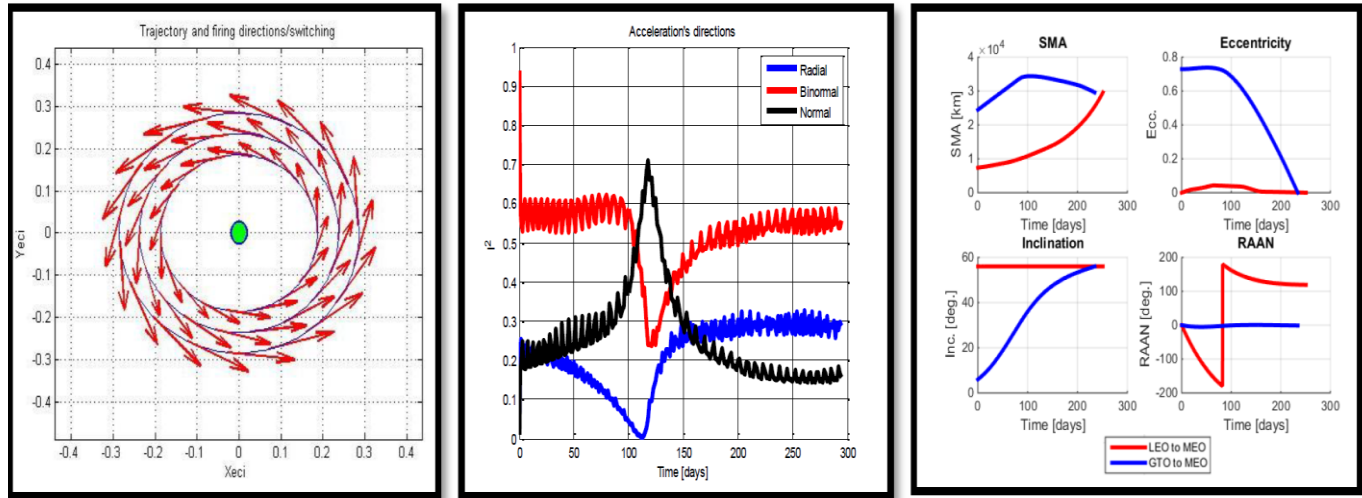 Trajectory and firing directions/switching
0.4
0.3
0.2
0.1
0
-0.1
-0.2
-0.3
-0.4
Yeci
-0.4 -0.3 -0.2 -0.1 0 0.1 0.2 0.3 0.4
Xeci
Acceleration's directions
Radial
Binormal
Normal
1
0.9
0.8
0.7
0.6
0.5
0.4
0.3
0.2
0.1
0
0 50 100 150 200 250 300
Time [days]
SMA
×10⁴
4
3
2
1
0
SMA [km]
0 100 200 300
Time [days]
Eccentricity
0.8
0.6
0.4
0.2
0
Ecc.
0 100 200 300
Time [days]
Inclination
60
40
20
0
Inc. [deg.]
0 100 200 300
Time [days]
RAAN
200
100
0
-100
-200
RAAN [deg.]
0 100 200 300
Time [days]
LEO to MEO
GTO to MEO